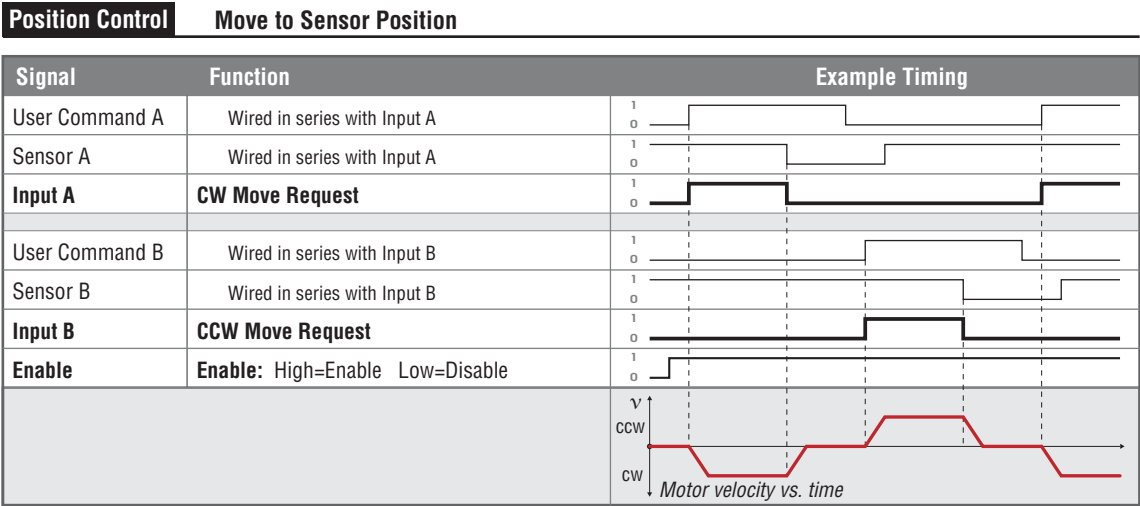 Position Control Move to Sensor Position
Signal Function Example Timing
User Command A Wired in series with Input A 1 0
Sensor A Wired in series with Input A 1 0
Input A CW Move Request 1 0
User Command B Wired in series with Input B 1 0
Sensor B Wired in series with Input B 1 0
Input B CCW Move Request 1 0
Enable Enable: High=Enable Low=Disable 1 0
ν
CCW
CW
Motor velocity vs. time